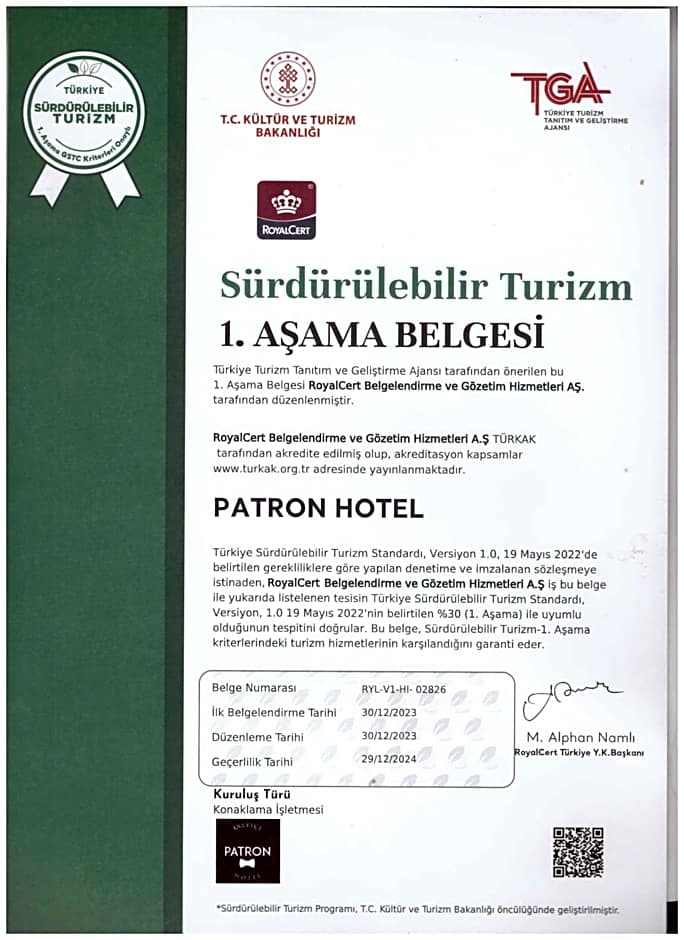 TÜRKİYE
SÜRDÜRÜLEBİLİR
TURİZM
1. Aşama GSTC Kriterleri Onaylı
T.C. KÜLTÜR VE TURİZM
BAKANLIĞI
TGA
TÜRKİYE TURİZM
TANITIM VE GELİŞTİRME
AJANSI
ROYALCERT
Sürdürülebilir Turizm
1. AŞAMA BELGESİ
Türkiye Turizm Tanıtım ve Geliştirme Ajansı tarafından önerilen bu
1. Aşama Belgesi RoyalCert Belgelendirme ve Gözetim Hizmetleri AŞ.
tarafından düzenlenmiştir.
RoyalCert Belgelendirme ve Gözetim Hizmetleri A.Ş TÜRKAK
tarafından akredite edilmiş olup, akreditasyon kapsamlar
www.turkak.org.tr adresinde yayınlanmaktadır.
PATRON HOTEL
Türkiye Sürdürülebilir Turizm Standardı, Versiyon 1.0, 19 Mayıs 2022'de
belirtilen gerekliliklere göre yapılan denetime ve imzalanan sözleşmeye
istinaden, RoyalCert Belgelendirme ve Gözetim Hizmetleri A.Ş iş bu belge
ile yukarıda listelenen tesisin Türkiye Sürdürülebilir Turizm Standardı,
Versiyon, 1.0 19 Mayıs 2022'nin belirtilen %30 (1. Aşama) ile uyumlu
olduğunun tespitini doğrular. Bu belge, Sürdürülebilir Turizm-1. Aşama
kriterlerindeki turizm hizmetlerinin karşılandığını garanti eder.
Belge Numarası RYL-V1-HI- 02826
İlk Belgelendirme Tarihi 30/12/2023
Düzenleme Tarihi 30/12/2023
Geçerlilik Tarihi 29/12/2024
M. Alphan Namlı
RoyalCert Türkiye Y.K.Başkanı
Kuruluş Türü
Konaklama İşletmesi
PATRON
HOTEL
*Sürdürülebilir Turizm Programı, T.C. Kültür ve Turizm Bakanlığı öncülüğünde geliştirilmiştir.